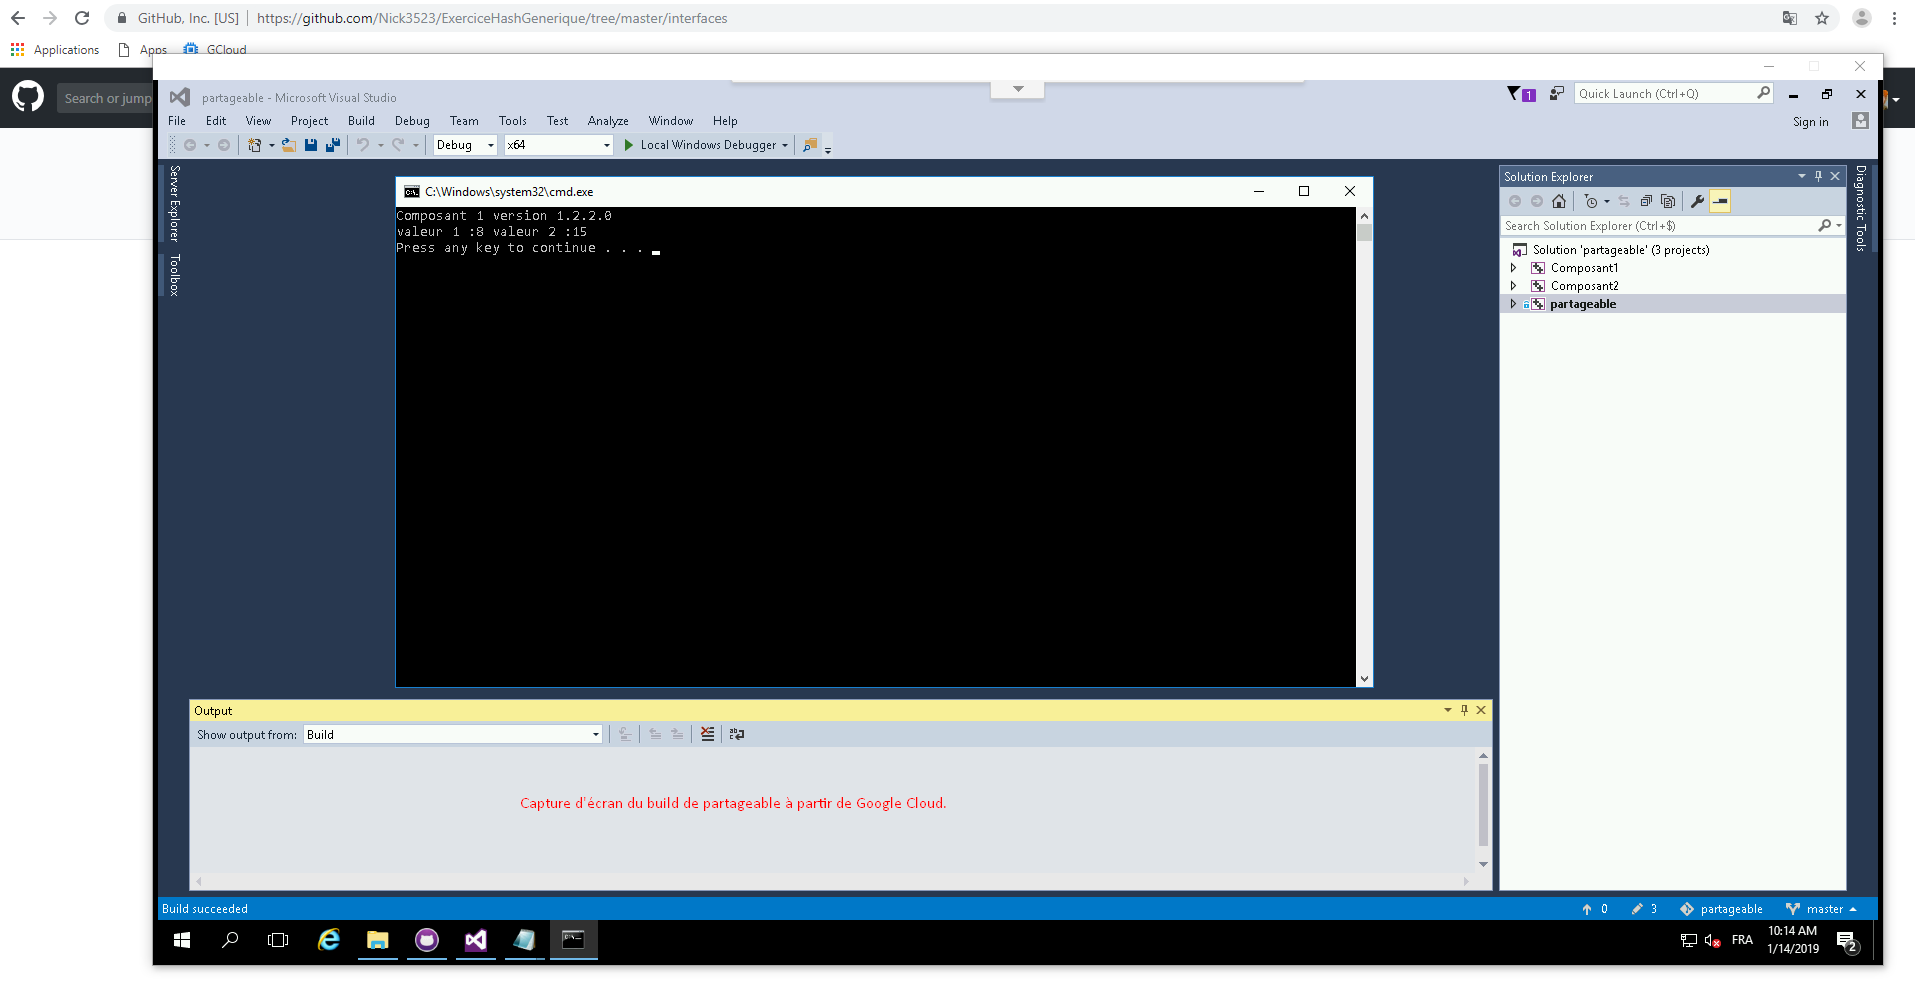 GitHub, Inc. [US] | https://github.com/Nick3523/ExerciceHashGenerique/tree/master/interfaces
Applications Apps GCloud
Search or jump
partageable - Microsoft Visual Studio
1
Quick Launch (Ctrl+Q)
File Edit View Project Build Debug Team Tools Test Analyze Window Help
Sign in
Debug x64 Local Windows Debugger
Server Explorer
Toolbox
C:\Windows\system32\cmd.exe
Composant 1 version 1.2.2.0
valeur 1 :8 valeur 2 :15
Press any key to continue . . .
Solution Explorer
Search Solution Explorer (Ctrl+$)
Solution 'partageable' (3 projects)
Composant1
Composant2
partageable
Diagnostic Tools
Output
Show output from: Build
Capture d'écran du build de partageable à partir de Google Cloud.
Build succeeded
0 3 partageable master
FRA
10:14 AM
1/14/2019
2